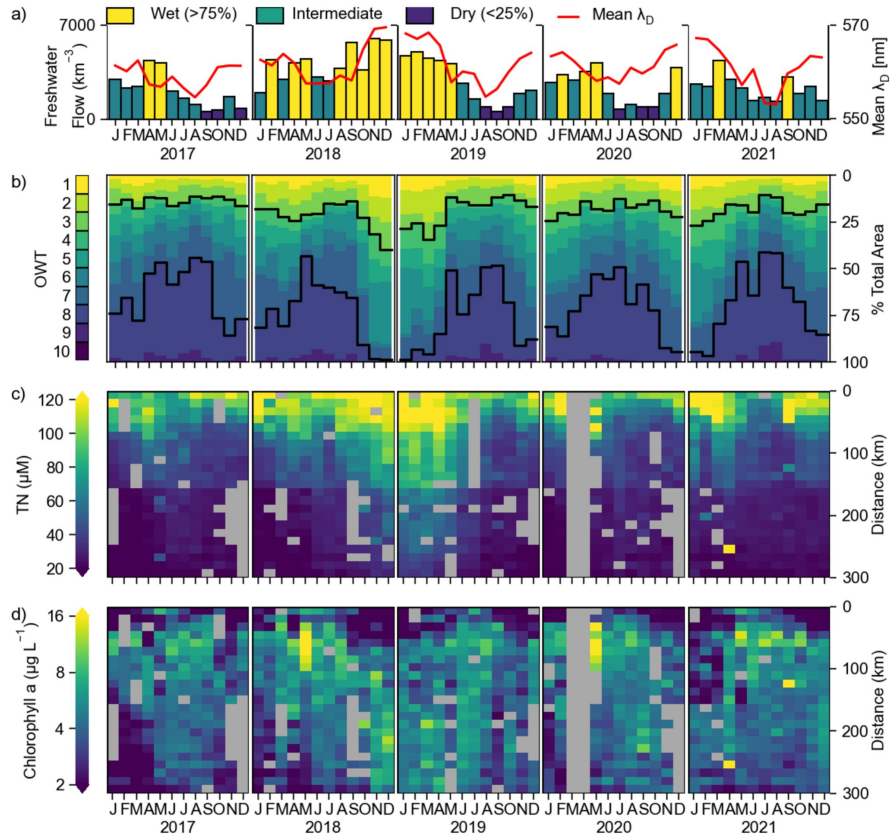 a) Wet (>75%) Intermediate Dry (<25%) Mean λD
7000 570
Freshwater Flow (km⁻³)
Mean λD [nm]
0 550
J FMAMJ J ASOND J FMAMJ J ASOND J FMAMJ J ASOND J FMAMJ J ASOND J FMAMJ J ASOND
2017 2018 2019 2020 2021
b)
OWT
1
2
3
4
5
6
7
8
9
10
0
25
50
75
100
% Total Area
c)
TN (µM)
120
100
80
60
40
20
0
100
200
300
Distance (km)
d)
Chlorophyll a (µg L⁻¹)
16
8
4
2
0
100
200
300
Distance (km)
J FMAMJ J ASOND J FMAMJ J ASOND J FMAMJ J ASOND J FMAMJ J ASOND J FMAMJ J ASOND
2017 2018 2019 2020 2021